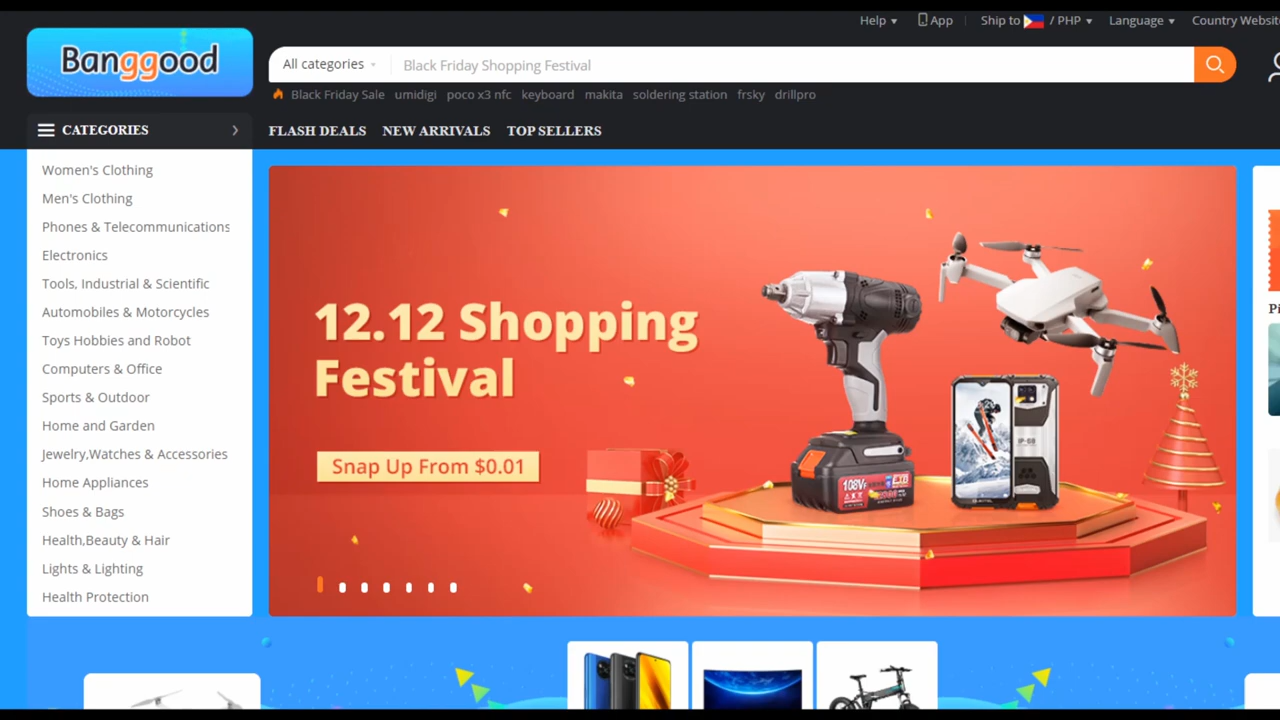 Help
App
Ship to / PHP
Language
Country
Banggood
All categories
Black Friday Shopping Festival
Black Friday Sale umidigi poco x3 nfc keyboard makita soldering station frsky drillpro
CATEGORIES
FLASH DEALS NEW ARRIVALS TOP SELLERS
Women's Clothing
Men's Clothing
Phones & Telecommunications
Electronics
Tools, Industrial & Scientific
Automobiles & Motorcycles
Toys Hobbies and Robot
Computers & Office
Sports & Outdoor
Home and Garden
Jewelry,Watches & Accessories
Home Appliances
Shoes & Bags
Health,Beauty & Hair
Lights & Lighting
Health Protection
12.12 Shopping
Festival
Snap Up From $0.01
108VF
iP-68